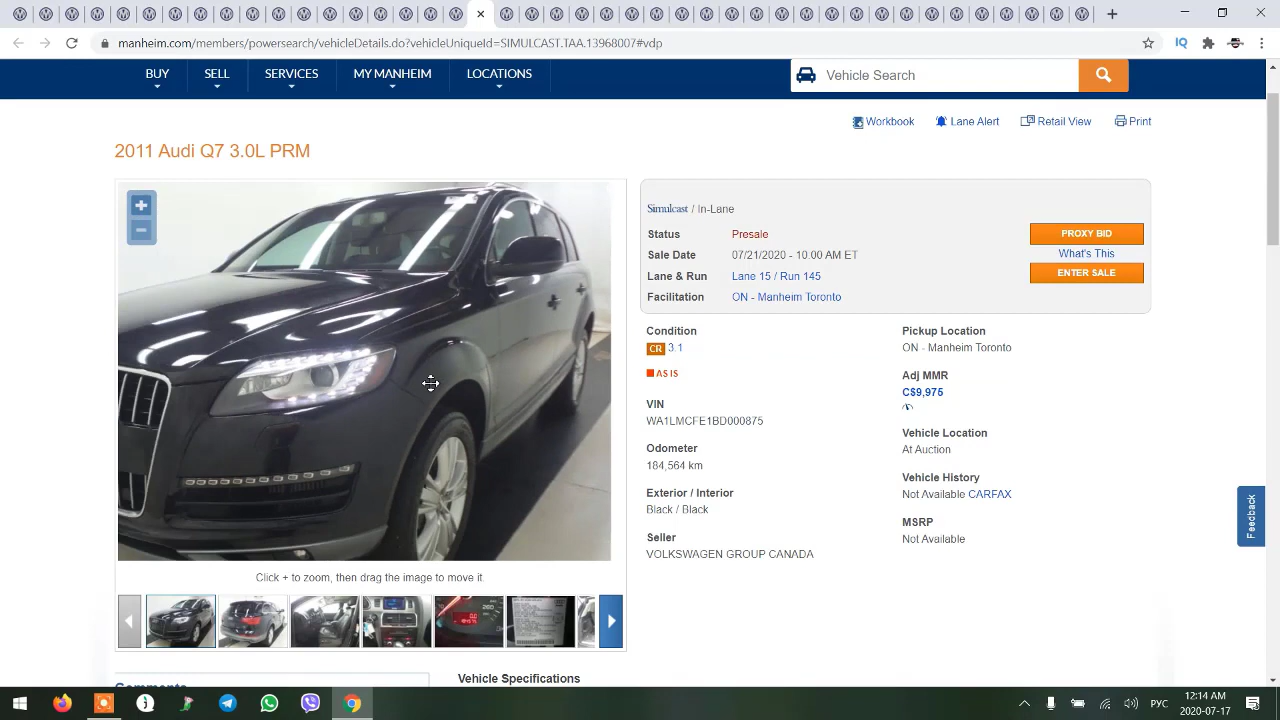 manheim.com/powersearch/vehicleDetails.do?vehicleUniqueId=SIMULCAST.TAA.13968007#vdp
IQ
BUY SELL SERVICES MY MANHEIM LOCATIONS Vehicle Search
Workbook Lane Alert Retail View Print
2011 Audi Q7 3.0L PRM
Simulcast / In-Lane
Status Presale PROXY BID
Sale Date 07/21/2020 - 10:00 AM ET What's This
Lane & Run Lane 15 / Run 145 ENTER SALE
Facilitation ON - Manheim Toronto
Condition
CR 3.1
AS IS
VIN
WA1LMCFE1BD000875
Odometer
184,564 km
Exterior / Interior
Black / Black
Seller
VOLKSWAGEN GROUP CANADA
Pickup Location
ON - Manheim Toronto
Adj MMR
C$9,975
Vehicle Location
At Auction
Vehicle History
Not Available CARFAX
MSRP
Not Available
Feedback
Click + to zoom, then drag the image to move it.
Comments
Vehicle Specifications
РУС
12:14 AM
2020-07-17